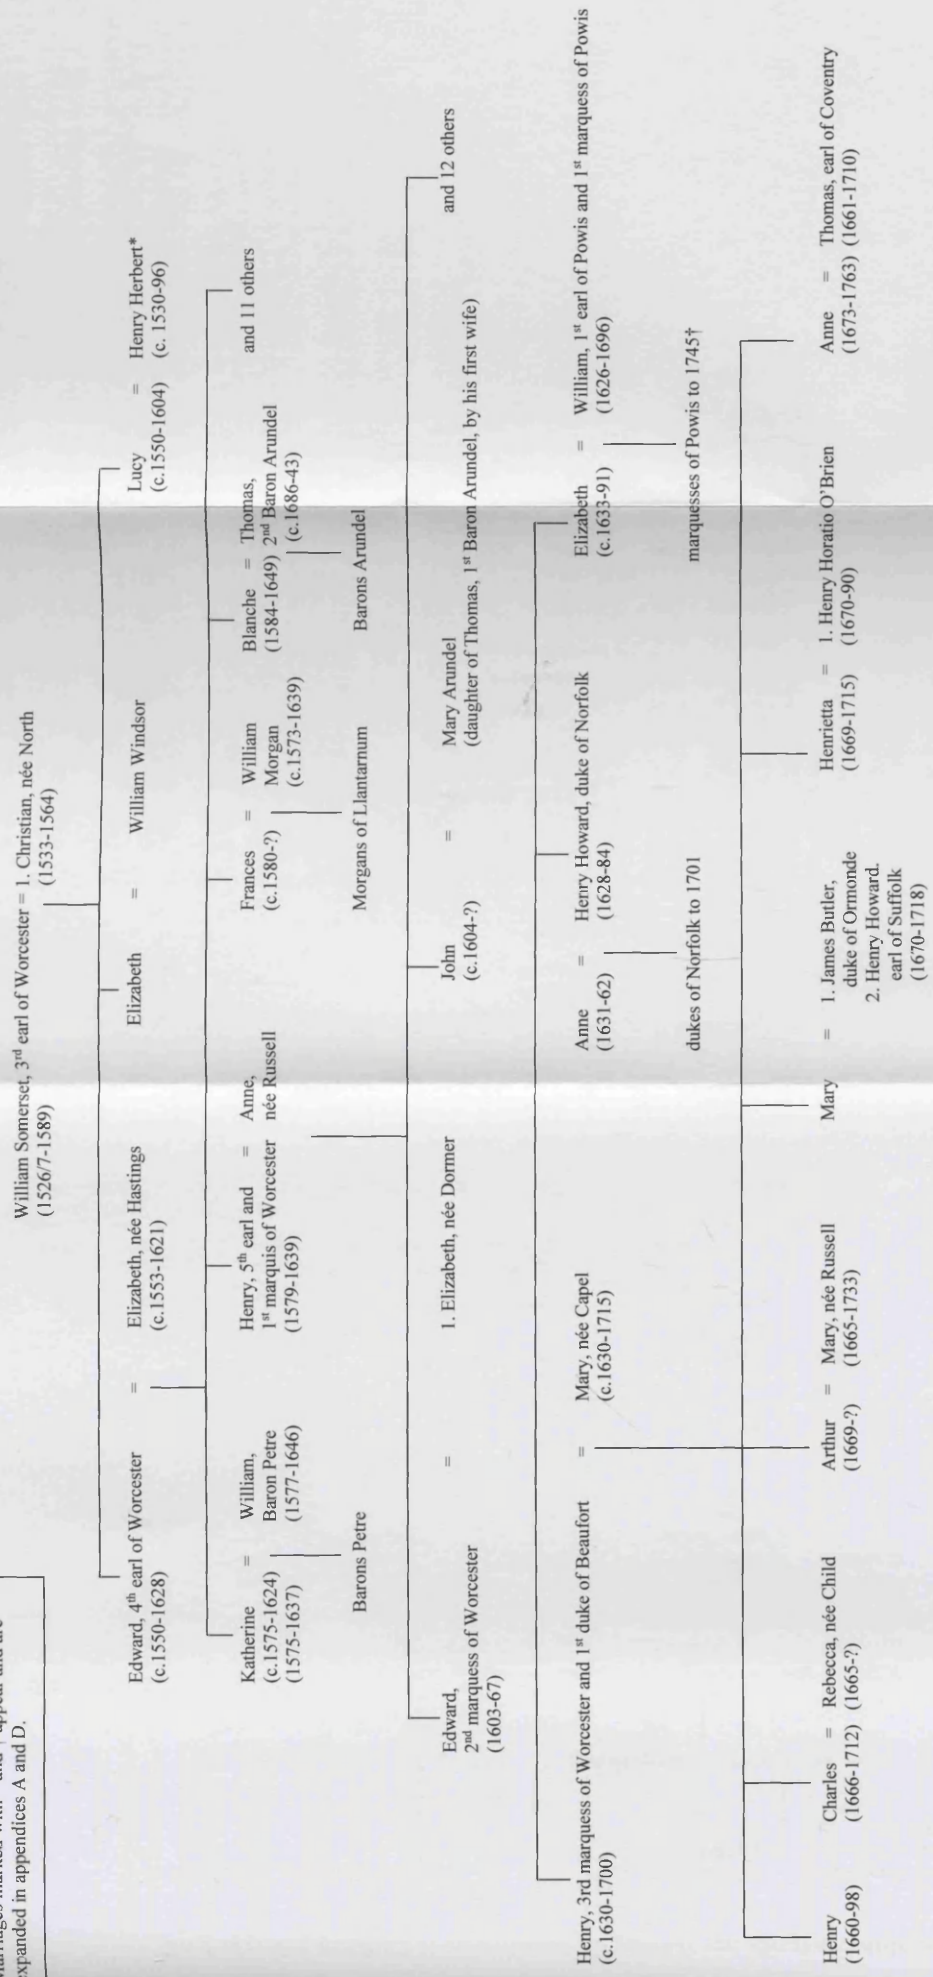 Marriages marked with * and † appear and are
expanded in appendices A and D.
William Somerset, 3rd earl of Worcester = 1. Christian, née North
(1526/7-1589)
(1533-1564)
Edward, 4th earl of Worcester
(c.1550-1628)
=
Elizabeth, née Hastings
(c.1553-1621)
Elizabeth
=
William Windsor
Lucy
(c.1550-1604)
=
Henry Herbert*
(c. 1530-96)
Katherine
(c.1575-1624)
(1575-1637)
=
William,
Baron Petre
(1577-1646)
Henry, 5th earl and
1st marquis of Worcester
(1579-1639)
=
Anne,
née Russell
Frances
(c.1580-?)
=
William
Morgan
(c.1573-1639)
Blanche
(1584-1649)
=
Thomas,
2nd Baron Arundel
(c.1686-43)
and 11 others
Barons Petre
Morgans of Llantarnum
Barons Arundel
Edward,
2nd marquess of Worcester
(1603-67)
=
1. Elizabeth, née Dormer
John
(c.1604-?)
=
Mary Arundel
(daughter of Thomas, 1st Baron Arundel, by his first wife)
and 12 others
Henry, 3rd marquess of Worcester and 1st duke of Beaufort
(c.1630-1700)
=
Mary, née Capel
(c.1630-1715)
Anne
(1631-62)
=
Henry Howard, duke of Norfolk
(1628-84)
Elizabeth
(c.1633-91)
=
William, 1st earl of Powis and 1st marquess of Powis
(1626-1696)
dukes of Norfolk to 1701
marquesses of Powis to 1745†
Henry
(1660-98)
Charles
(1666-1712)
=
Rebecca, née Child
(1665-?)
Arthur
(1669-?)
=
Mary, née Russell
(1665-1733)
Mary
=
1. James Butler,
duke of Ormonde
2. Henry Howard.
earl of Suffolk
(1670-1718)
Henrietta
(1669-1715)
=
1. Henry Horatio O'Brien
(1670-90)
Anne
(1673-1763)
=
Thomas, earl of Coventry
(1661-1710)